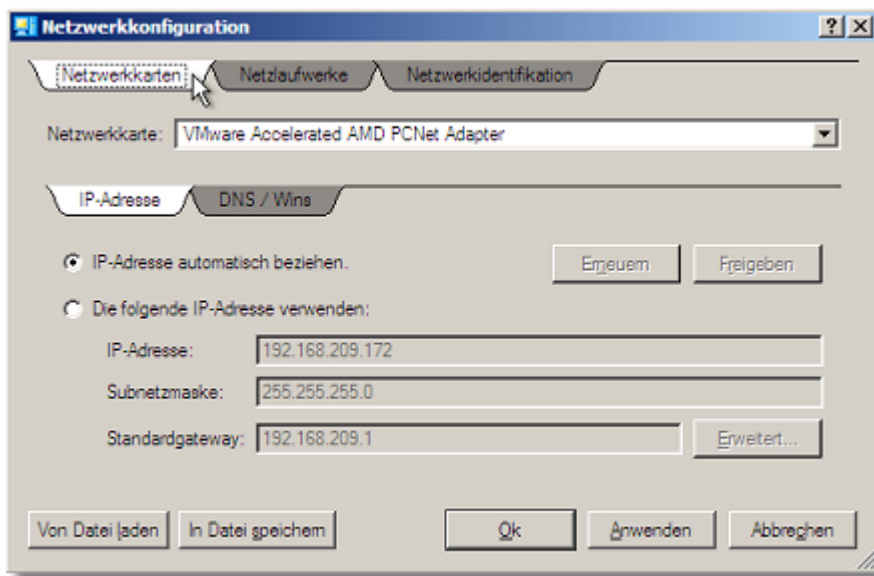 Netzwerkkonfiguration
Netzwerkkarten Netzlaufwerke Netzwerkidentifikation
Netzwerkkarte: VMware Accelerated AMD PCNet Adapter
IP-Adresse DNS / Wins
IP-Adresse automatisch beziehen. Erneuern Freigeben
Die folgende IP-Adresse verwenden:
IP-Adresse: 192.168.209.172
Subnetzmaske: 255.255.255.0
Standardgateway: 192.168.209.1 Erweitert...
Von Datei laden In Datei speichern Ok Anwenden Abbrechen